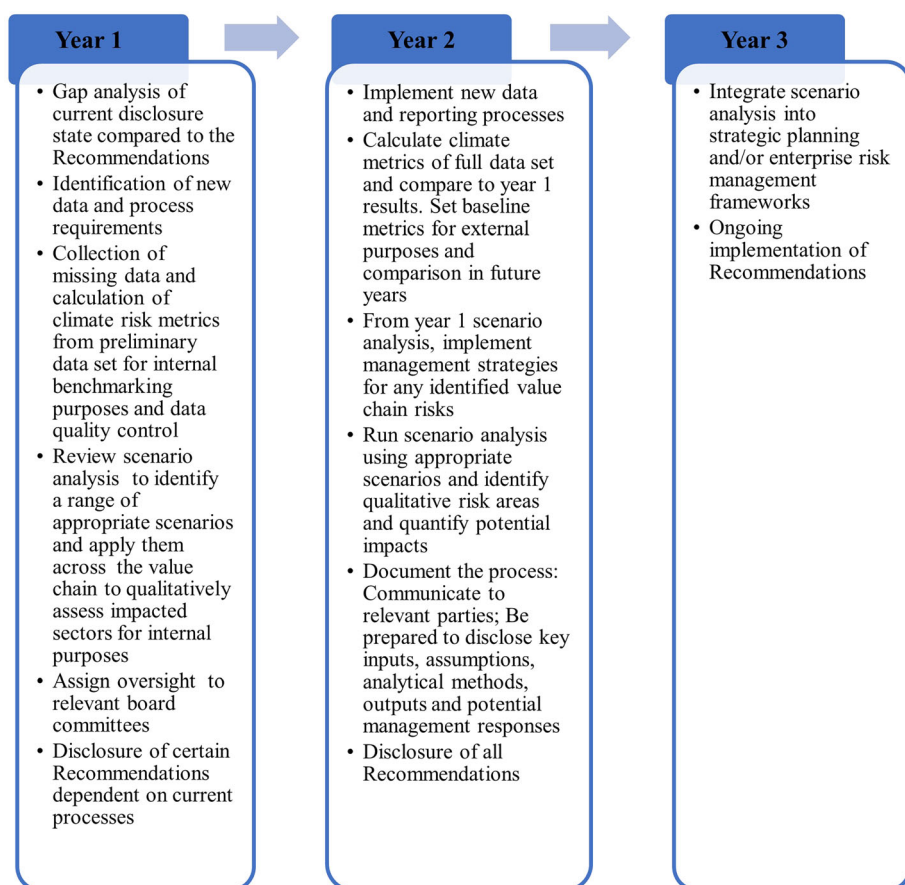 Year 1
• Gap analysis of
current disclosure
state compared to the
Recommendations
• Identification of new
data and process
requirements
• Collection of
missing data and
calculation of
climate risk metrics
from preliminary
data set for internal
benchmarking
purposes and data
quality control
• Review scenario
analysis to identify
a range of
appropriate scenarios
and apply them
across the value
chain to qualitatively
assess impacted
sectors for internal
purposes
• Assign oversight to
relevant board
committees
• Disclosure of certain
Recommendations
dependent on current
processes
Year 2
• Implement new data
and reporting processes
• Calculate climate
metrics of full data set
and compare to year 1
results. Set baseline
metrics for external
purposes and
comparison in future
years
• From year 1 scenario
analysis, implement
management strategies
for any identified value
chain risks
• Run scenario analysis
using appropriate
scenarios and identify
qualitative risk areas
and quantify potential
impacts
• Document the process:
Communicate to
relevant parties; Be
prepared to disclose key
inputs, assumptions,
analytical methods,
outputs and potential
management responses
• Disclosure of all
Recommendations
Year 3
• Integrate scenario
analysis into
strategic planning
and/or enterprise risk
management
frameworks
• Ongoing
implementation of
Recommendations